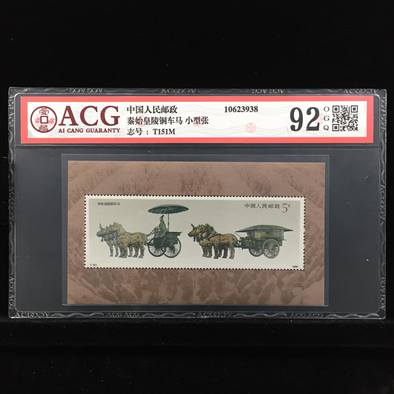 ACG
AI CANG GUARANTY
中国人民邮政
秦始皇陵铜车马 小型张
志号： T151M
10623938
92
OGQ
中国人民邮政 5元